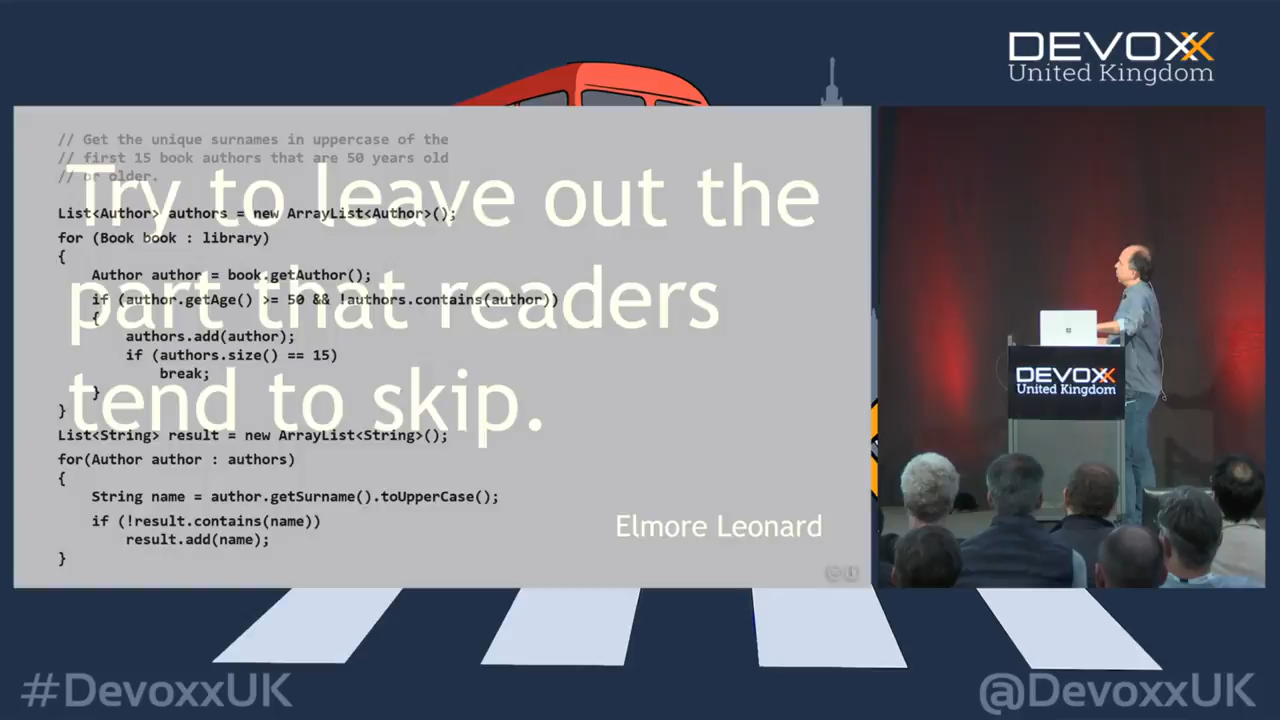 DEVOXX
United Kingdom
// Get the unique surnames in uppercase of the
// first 15 book authors that are 50 years old
// or older.
List<Author> authors = new ArrayList<Author>();
for (Book book : library)
{
Author author = book.getAuthor();
if (author.getAge() >= 50 && !authors.contains(author))
{
authors.add(author);
if (authors.size() == 15)
break;
}
}
List<String> result = new ArrayList<String>();
for(Author author : authors)
{
String name = author.getSurname().toUpperCase();
if (!result.contains(name))
result.add(name);
}
Try to leave out the
part that readers
tend to skip.
Elmore Leonard
DEVOXX
United Kingdom
#DevoxxUK
@DevoxxUK